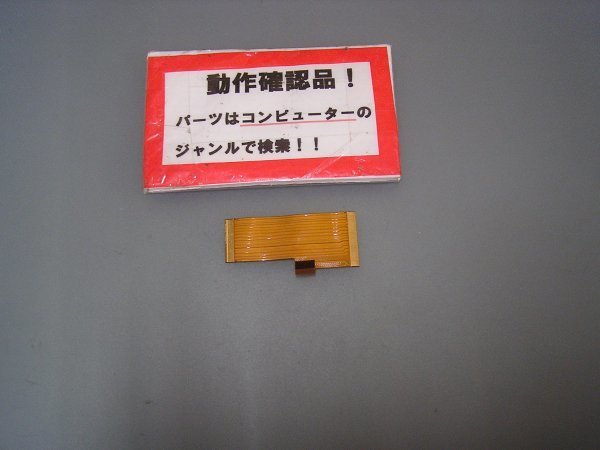 動作確認品！
パーツはコンピューターの
ジャンルで検索！！